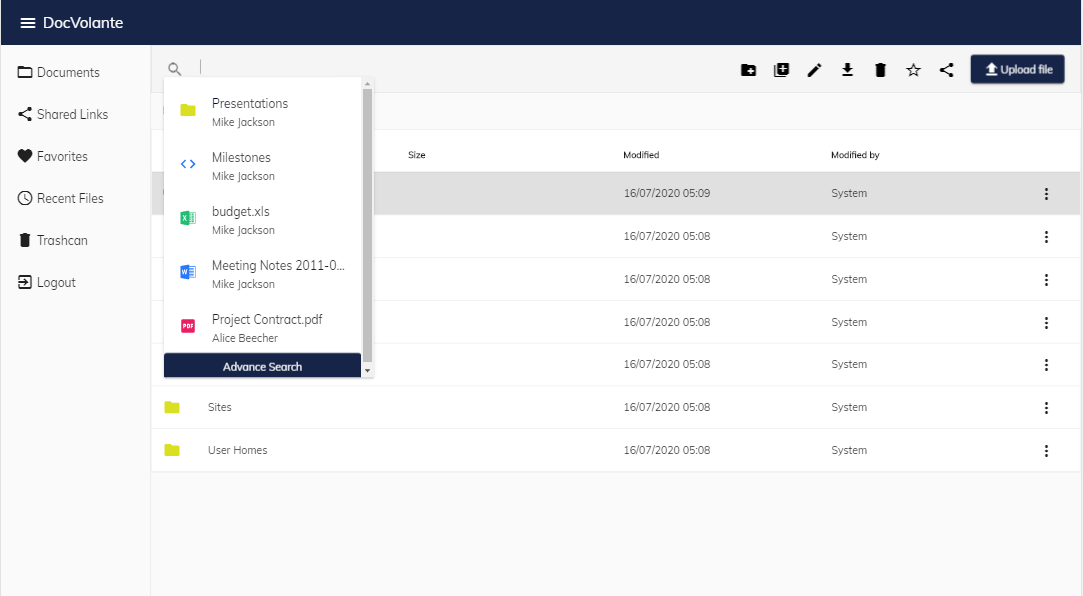 DocVolante
Documents
Shared Links
Favorites
Recent Files
Trashcan
Logout
Upload file
Presentations
Mike Jackson
Milestones
Mike Jackson
budget.xls
Mike Jackson
Meeting Notes 2011-0...
Mike Jackson
Project Contract.pdf
Alice Beecher
Advance Search
Size Modified Modified by
16/07/2020 05:09 System
16/07/2020 05:08 System
16/07/2020 05:08 System
16/07/2020 05:08 System
16/07/2020 05:08 System
Sites 16/07/2020 05:08 System
User Homes 16/07/2020 05:08 System